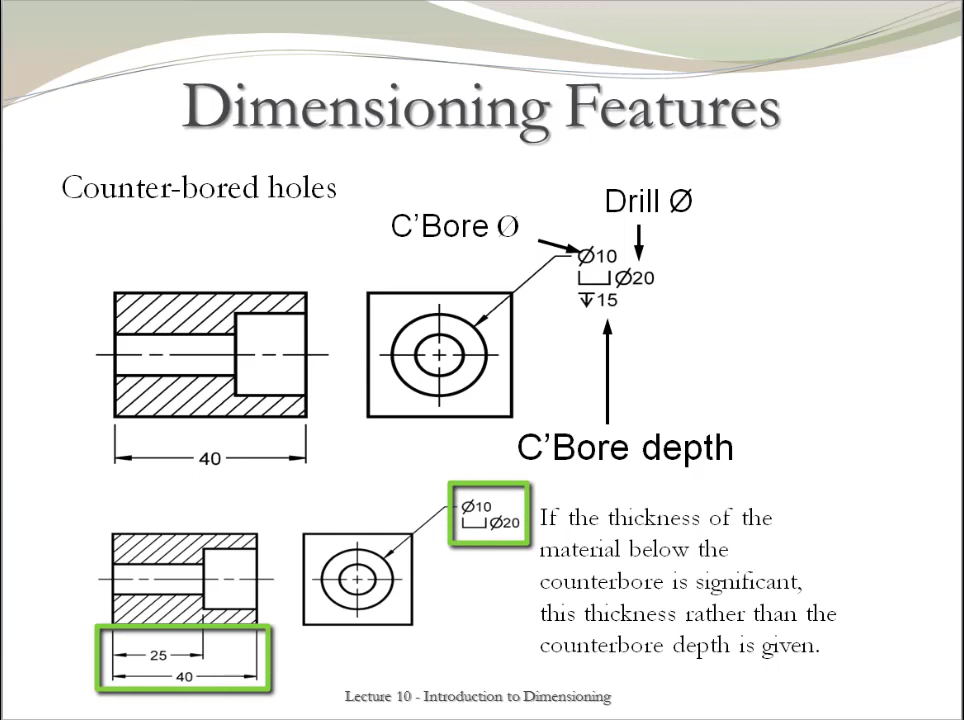 Dimensioning Features
Counter-bored holes
Drill Ø
C'Bore Ø
Ø10
⌴Ø20
↧15
40
C'Bore depth
Ø10
⌴Ø20
If the thickness of the
material below the
counterbore is significant,
this thickness rather than the
counterbore depth is given.
25
40
Lecture 10 - Introduction to Dimensioning